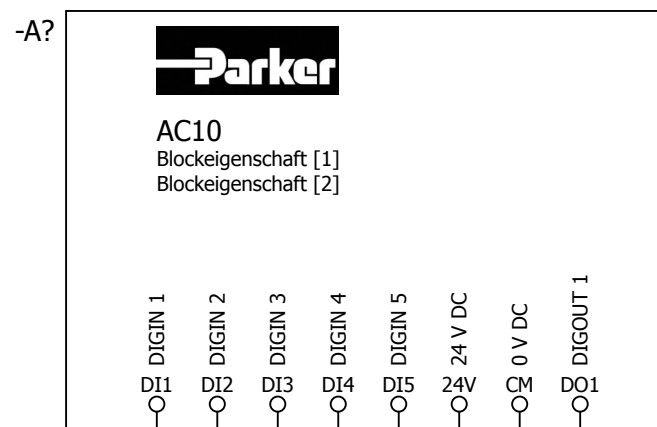 -A?
Parker
AC10
Blockeigenschaft [1]
Blockeigenschaft [2]
DIGIN 1
DIGIN 2
DIGIN 3
DIGIN 4
DIGIN 5
24 V DC
0 V DC
DIGOUT 1
DI1 DI2 DI3 DI4 DI5 24V CM DO1